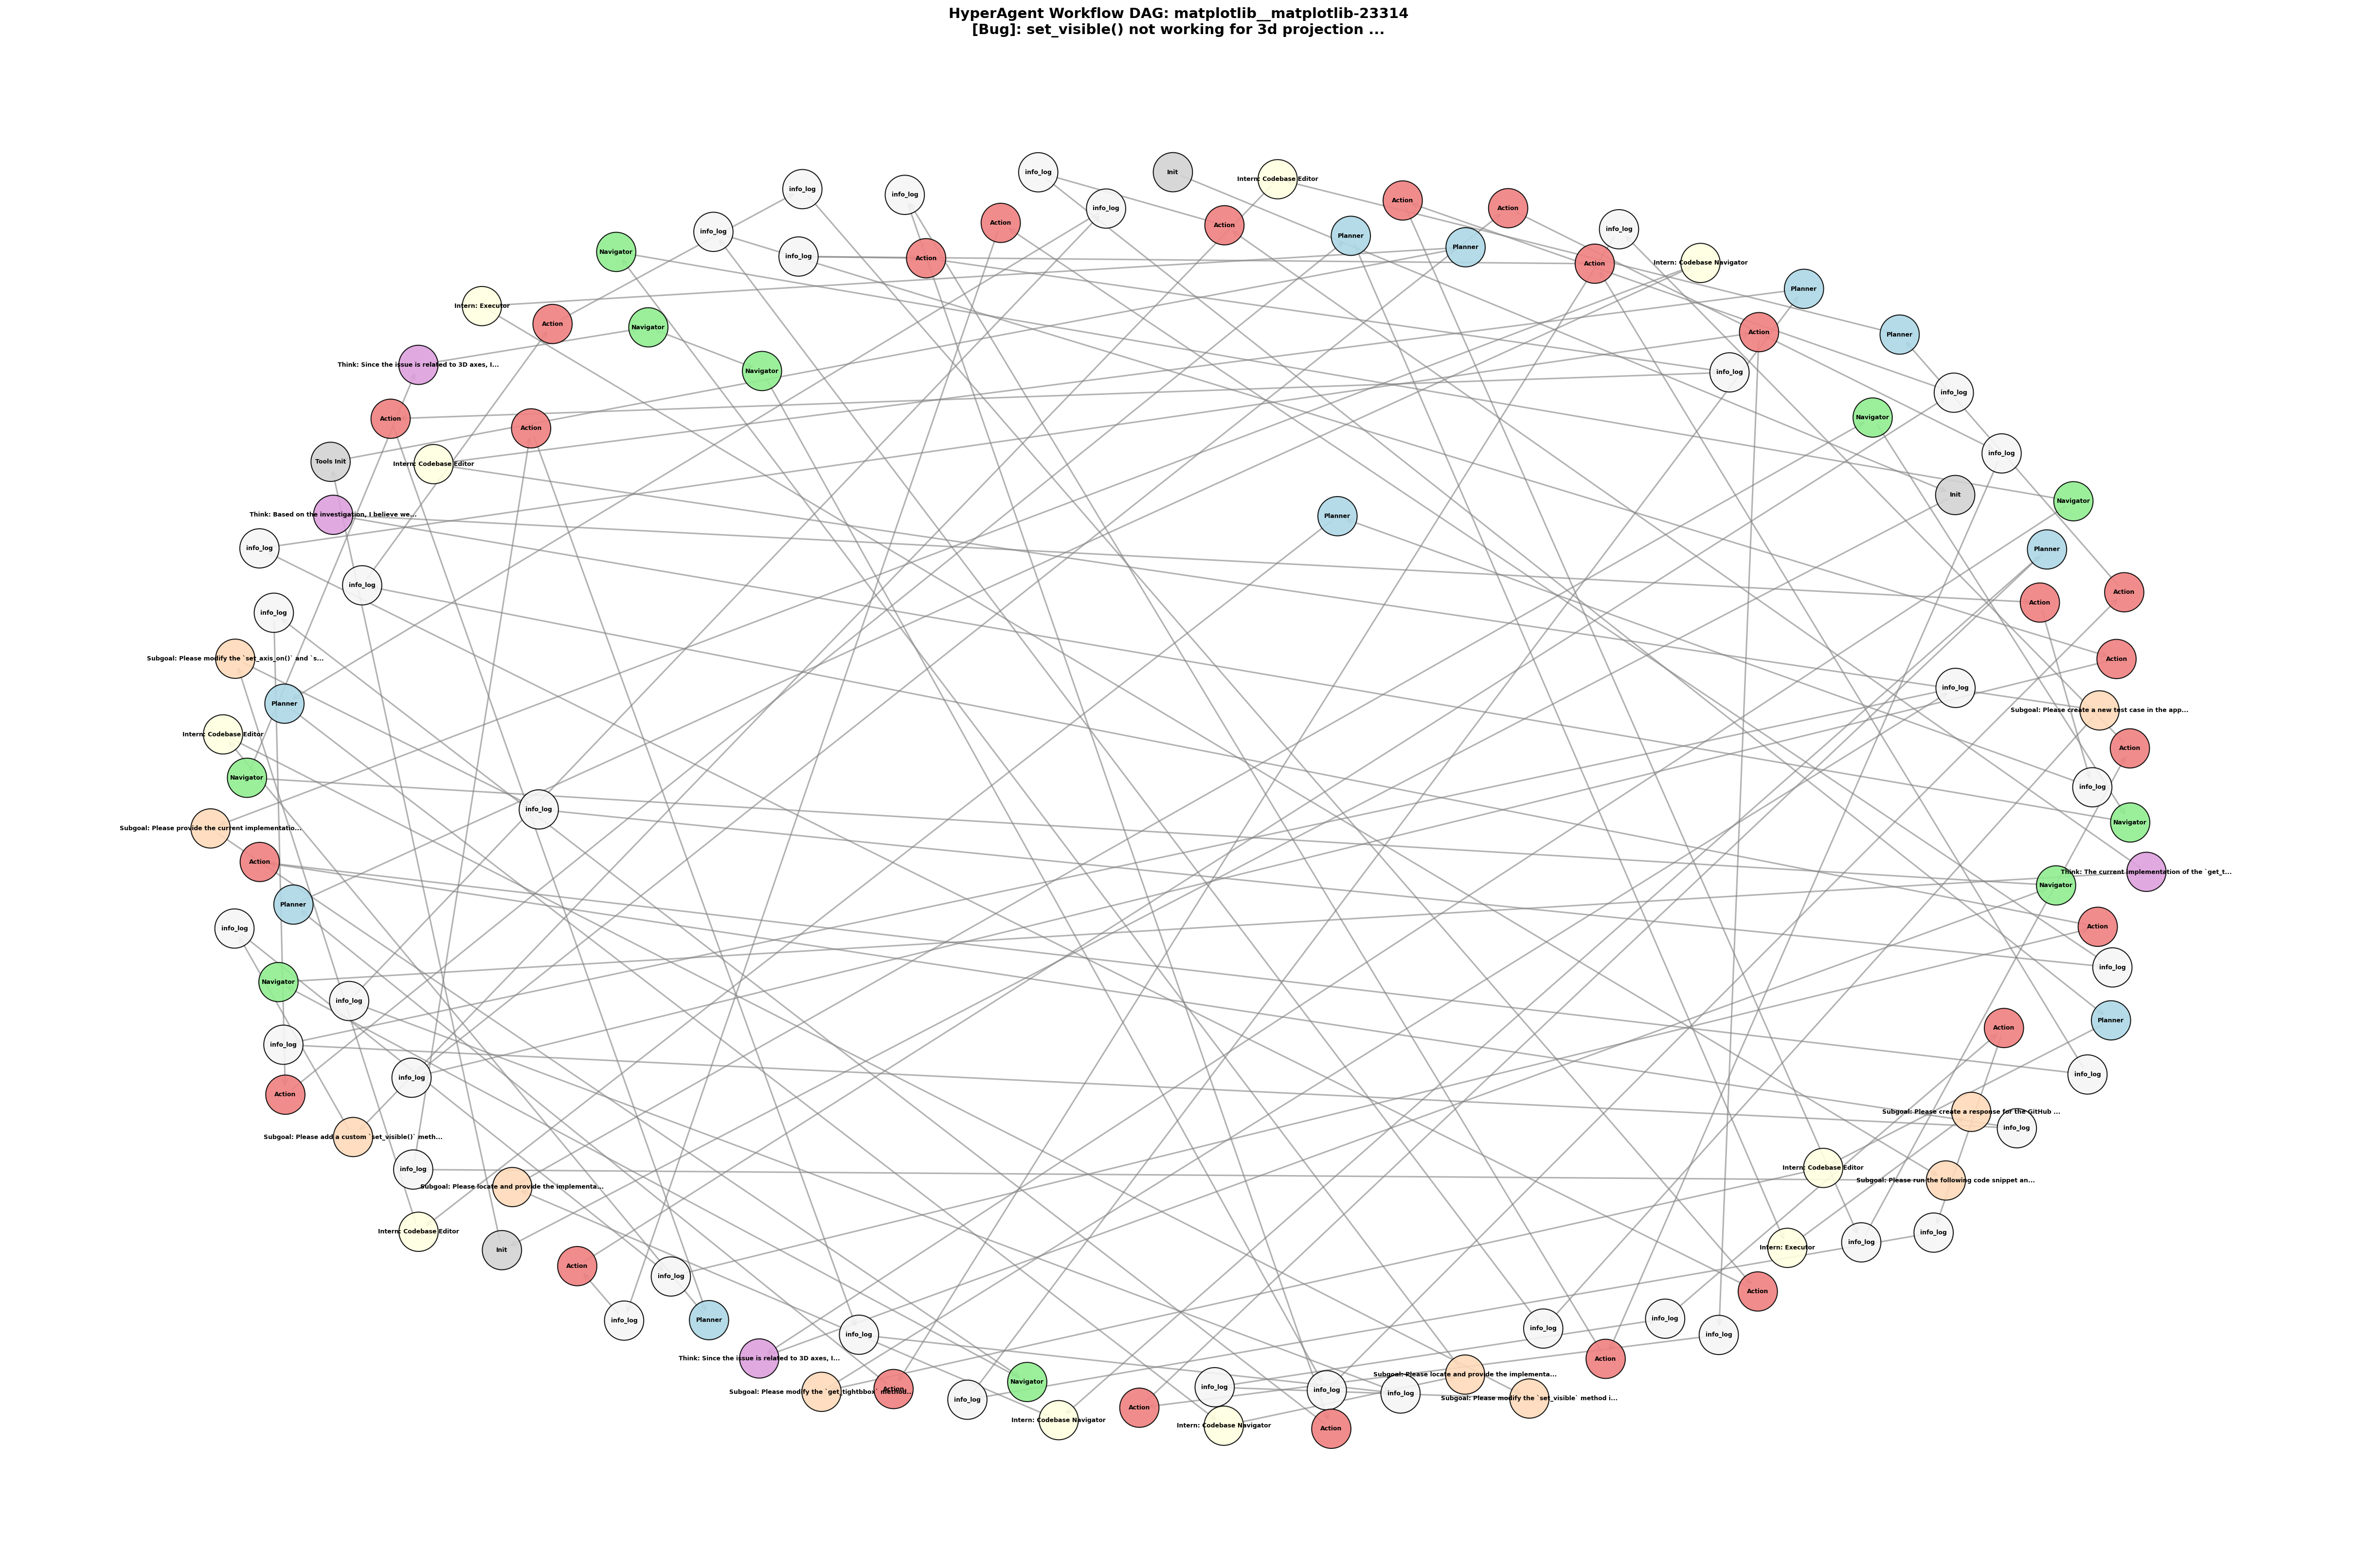 HyperAgent Workflow DAG: matplotlib__matplotlib-23314
[Bug]: set_visible() not working for 3d projection ...
info_log
Init
Intern: Codebase Editor
info_log
info_log
Action
Action
info_log
Action
Action
info_log
info_log
Planner
Planner
Navigator
info_log
Action
Action
Intern: Codebase Navigator
Planner
Intern: Executor
Action
Navigator
Action
Planner
Think: Since the issue is related to 3D axes, I...
Navigator
info_log
info_log
Action
Navigator
Action
info_log
Tools Init
Intern: Codebase Editor
Init
Navigator
Think: Based on the investigation, I believe we...
Planner
info_log
Planner
info_log
Action
Action
info_log
Subgoal: Please modify the `set_axis_on()` and `s...
Action
info_log
Planner
Subgoal: Please create a new test case in the app...
Intern: Codebase Editor
Action
Navigator
info_log
info_log
Navigator
Subgoal: Please provide the current implementatio...
Action
Think: The current implementation of the `get_t...
Navigator
Planner
Action
info_log
info_log
Navigator
info_log
Planner
Action
info_log
info_log
info_log
Action
Subgoal: Please create a response for the GitHub ...
info_log
Subgoal: Please add a custom `set_visible()` meth...
info_log
Intern: Codebase Editor
Subgoal: Please run the following code snippet an...
Subgoal: Please locate and provide the implementa...
Intern: Codebase Editor
info_log
info_log
Intern: Executor
Init
Action
info_log
Action
info_log
Planner
info_log
info_log
info_log
info_log
Think: Since the issue is related to 3D axes, I...
Action
Subgoal: Please locate and provide the implementa...
Navigator
info_log
Action
info_log
Subgoal: Please modify the `get_tightbbox` method...
info_log
Subgoal: Please modify the `set_visible` method i...
info_log
Action
Intern: Codebase Navigator
Intern: Codebase Navigator
Action